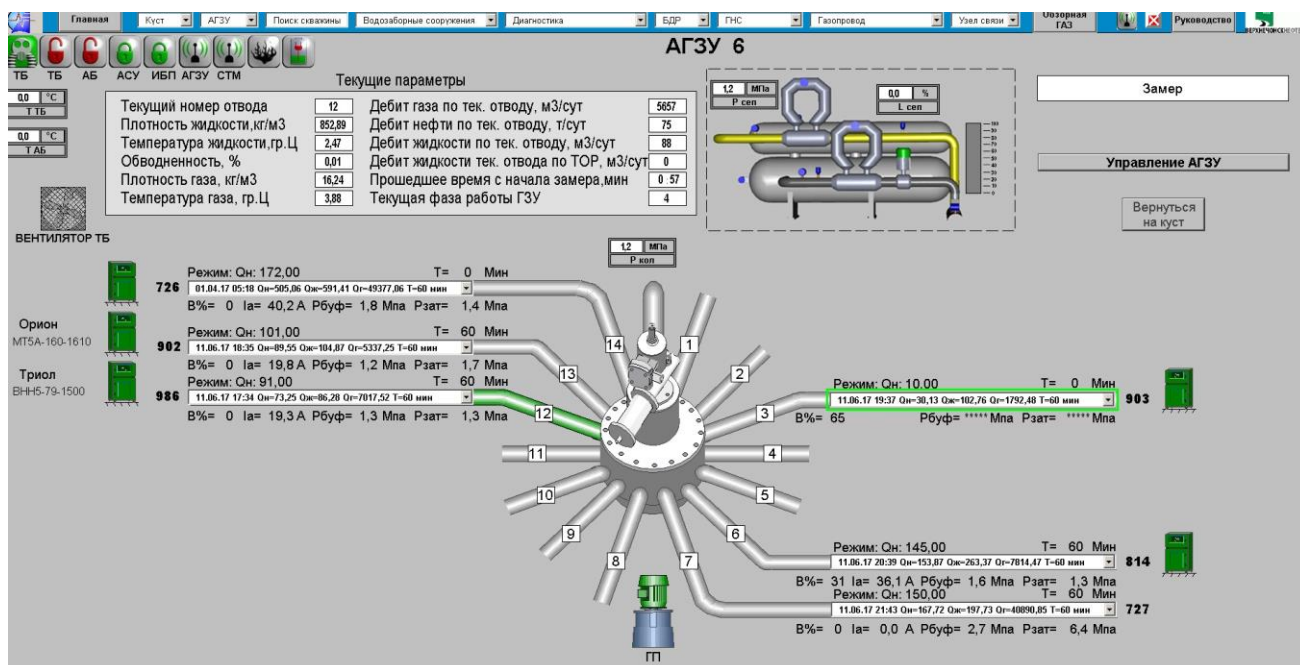 Главная Куст АГЗУ Поиск скважины Водозаборные сооружения Диагностика БДР ГНС Газопровод Узел связи Обзорная ГАЗ Руководство
АГЗУ 6
ТБ ТБ АБ АСУ ИБП АГЗУ СТМ
0,0 °C
Т ТБ
0,0 °C
Т АБ
ВЕНТИЛЯТОР ТБ
Текущие параметры
Текущий номер отвода 12 Дебит газа по тек. отводу, м3/сут 5657
Плотность жидкости,кг/м3 852,89 Дебит нефти по тек. отводу, т/сут 75
Температура жидкости,гр.Ц 2,47 Дебит жидкости по тек. отводу, м3/сут 88
Обводненность, % 0,01 Дебит жидкости тек. отвода по ТОР, м3/сут 0
Плотность газа, кг/м3 16,24 Прошедшее время с начала замера,мин 0 :57
Температура газа, гр.Ц 3,88 Текущая фаза работы ГЗУ 4
1,2 МПа
Р сеп
0,0 %
L сеп
Замер
Управление АГЗУ
Вернуться
на куст
1,2 МПа
Р кол
Режим: Qн: 172,00 Т= 0 Мин
726 01.04.17 05:18 Qн=505,06 Qж=591,41 Qг=49377,06 Т=60 мин
В%= 0 Iа= 40,2 А Рбуф= 1,8 Мпа Рзат= 1,4 Мпа
Орион
МТ5А-160-1610
Режим: Qн: 101,00 Т= 60 Мин
902 11.06.17 18:35 Qн=89,55 Qж=104,87 Qг=5337,25 Т=60 мин
В%= 0 Iа= 19,8 А Рбуф= 1,2 Мпа Рзат= 1,7 Мпа
Триол
ВНН5-79-1500
Режим: Qн: 91,00 Т= 60 Мин
986 11.06.17 17:34 Qн=73,25 Qж=86,28 Qг=7017,52 Т=60 мин
В%= 0 Iа= 19,3 А Рбуф= 1,3 Мпа Рзат= 1,3 Мпа
14
13
12
11
10
9
8
1
2
3
4
5
6
7
Режим: Qн: 10.00 Т= 0 Мин
11.06.17 19:37 Qн=30,13 Qж=102,76 Qг=1792,48 Т=60 мин 903
В%= 65 Рбуф= ***** Мпа Рзат= ***** Мпа
Режим: Qн: 145,00 Т= 60 Мин
11.06.17 20:39 Qн=153,87 Qж=263,37 Qг=7814,47 Т=60 мин 814
В%= 31 Iа= 36,1 А Рбуф= 1,6 Мпа Рзат= 1,3 Мпа
Режим: Qн: 150,00 Т= 60 Мин
11.06.17 21:43 Qн=167,72 Qж=197,73 Qг=40890,85 Т=60 мин 727
В%= 0 Iа= 0,0 А Рбуф= 2,7 Мпа Рзат= 6,4 Мпа
ГП